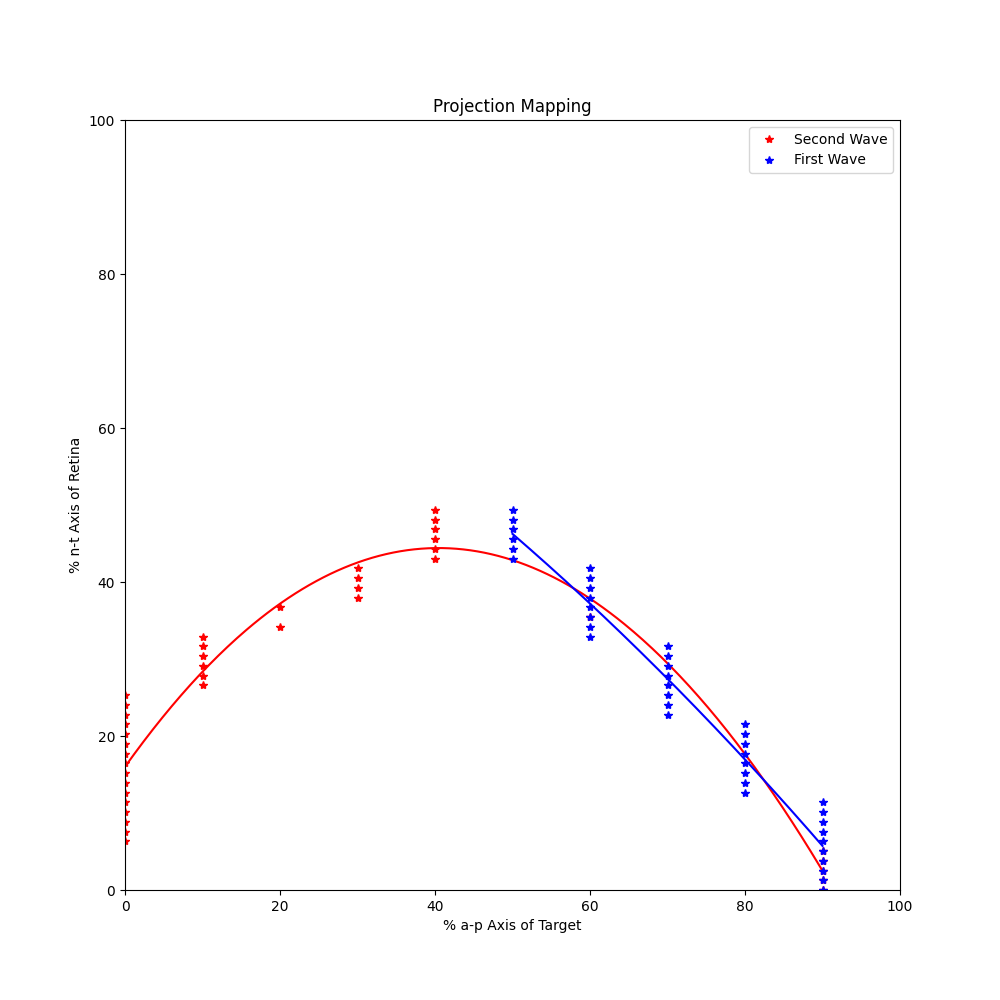 Projection Mapping
Second Wave
First Wave
% n-t Axis of Retina
100
80
60
40
20
0
0 20 40 60 80 100
% a-p Axis of Target